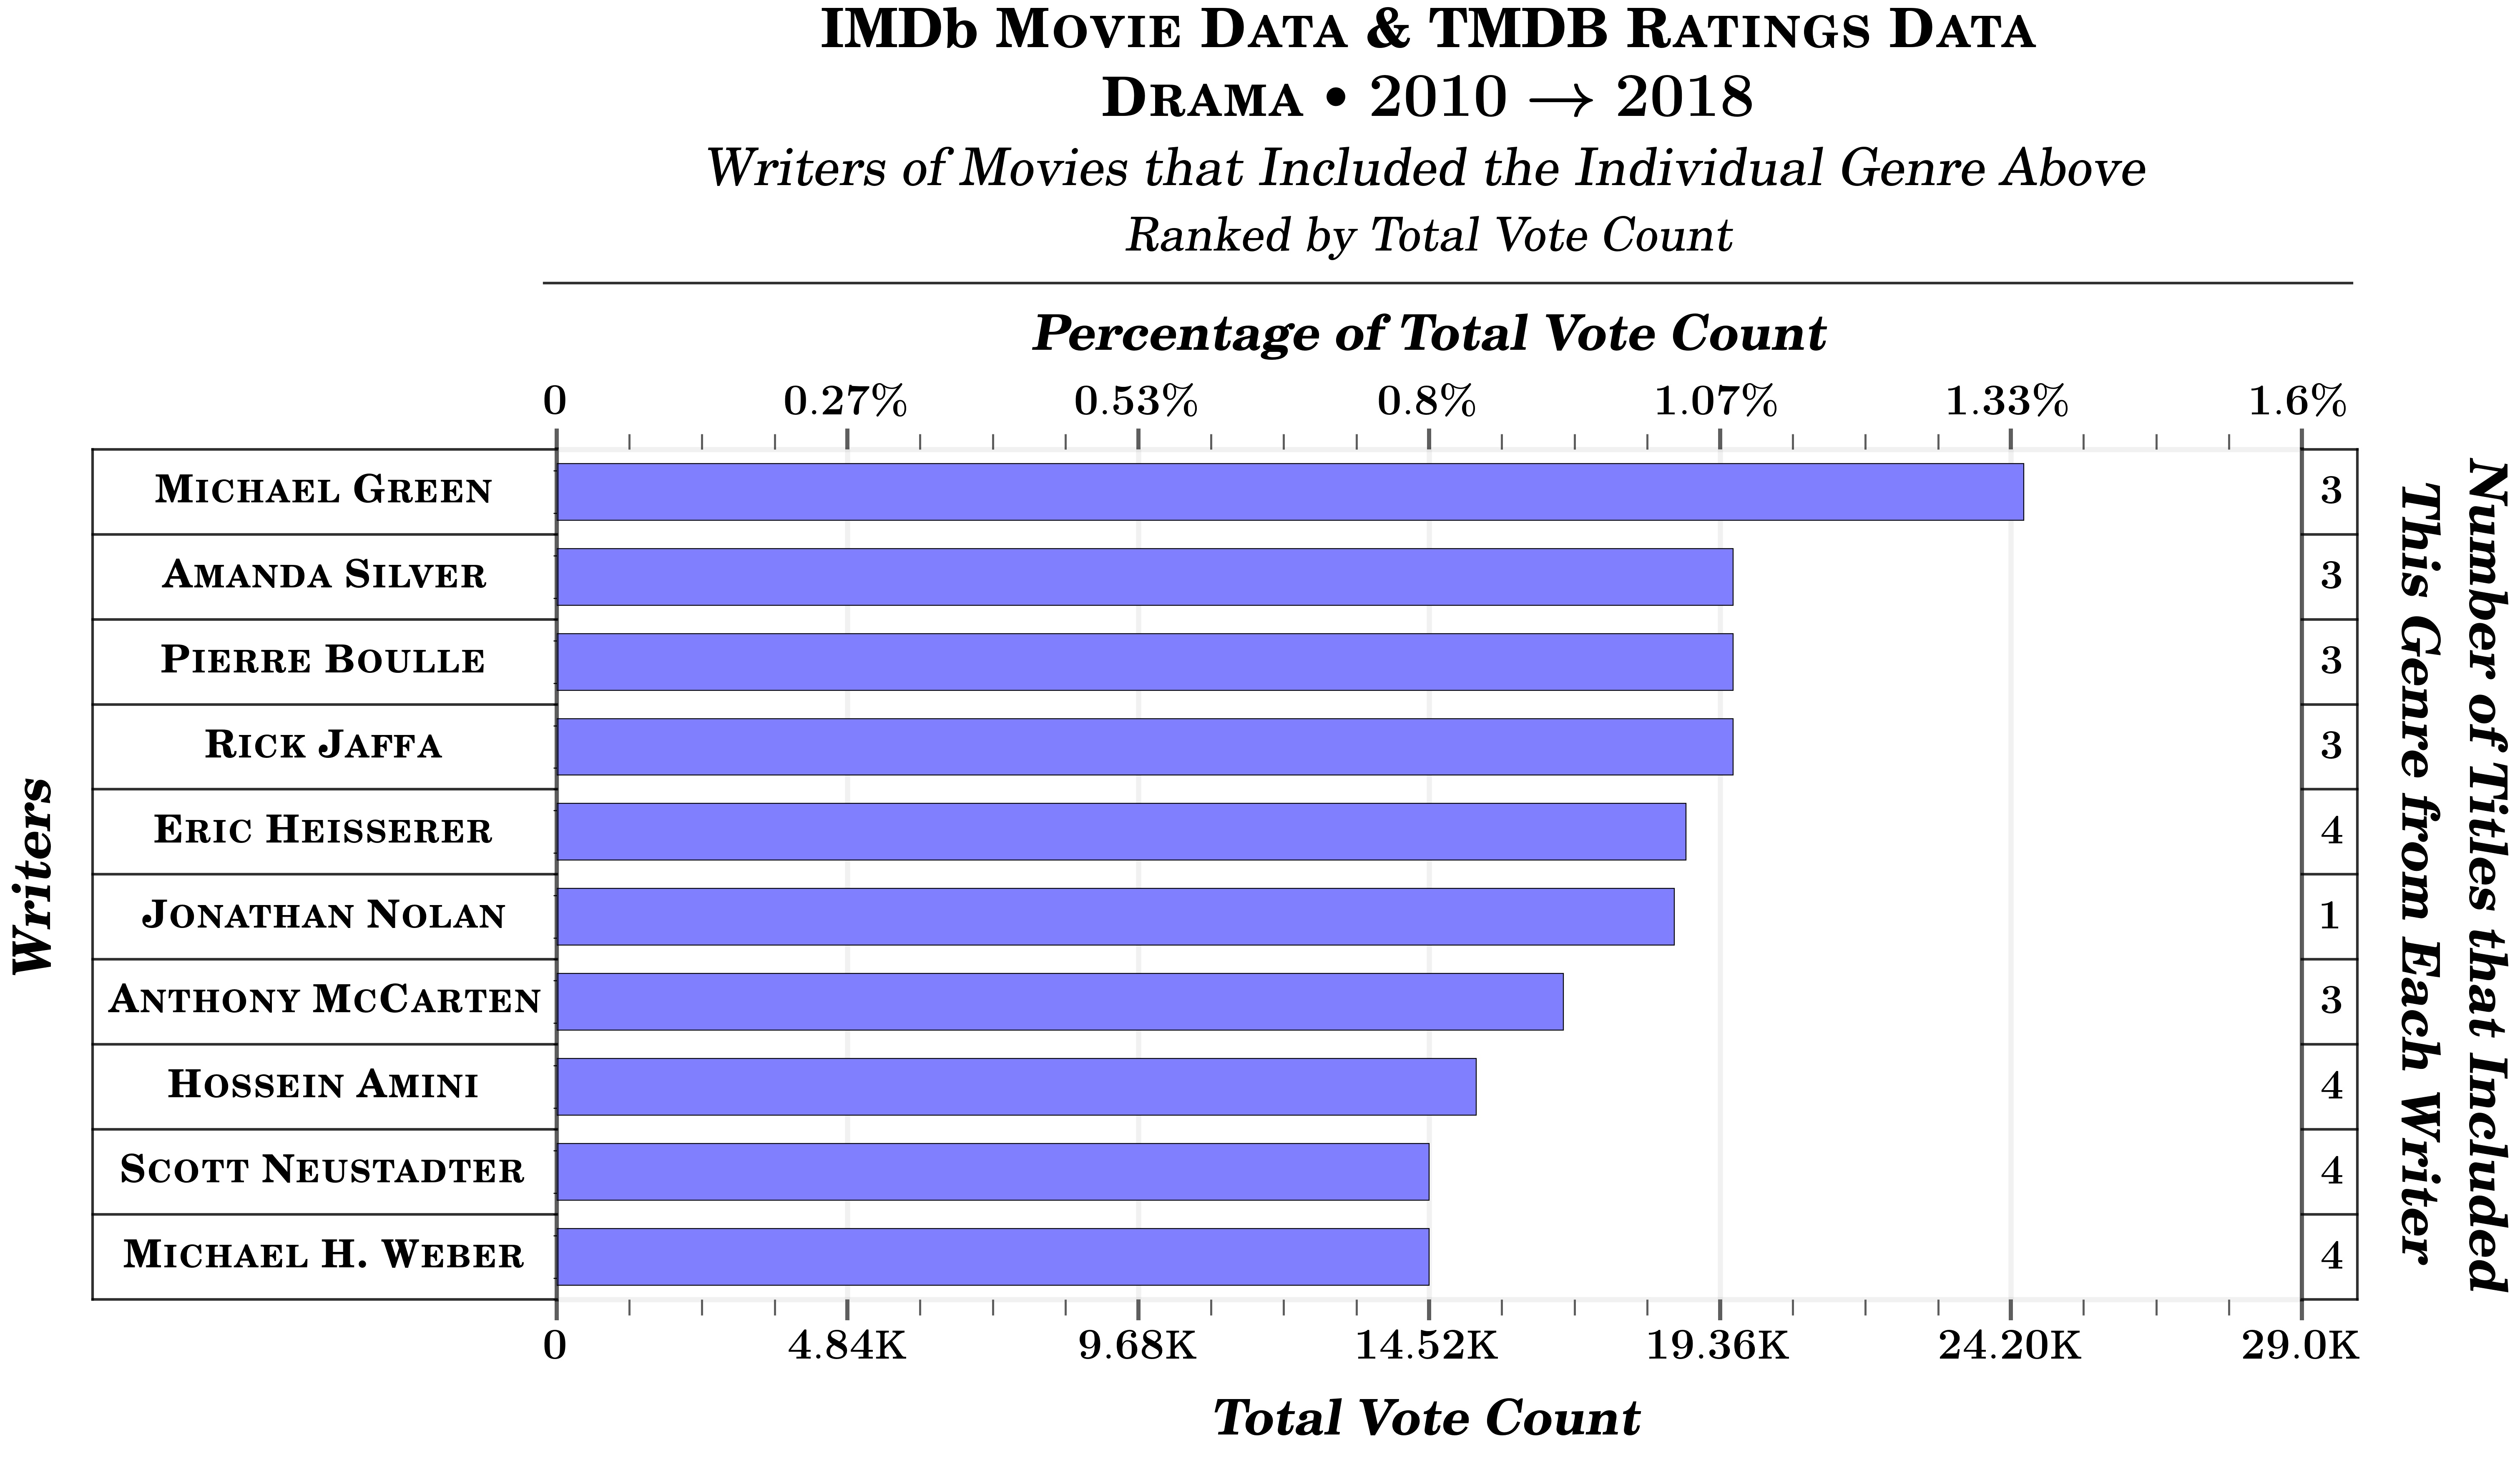 IMDb Movie Data & TMDB Ratings Data
Drama • 2010 → 2018
Writers of Movies that Included the Individual Genre Above
Ranked by Total Vote Count
Percentage of Total Vote Count
0 0.27% 0.53% 0.8% 1.07% 1.33% 1.6%
Writers
Michael Green 3
Amanda Silver 3
Pierre Boulle 3
Rick Jaffa 3
Eric Heisserer 4
Jonathan Nolan 1
Anthony McCarten 3
Hossein Amini 4
Scott Neustadter 4
Michael H. Weber 4
Number of Titles that Included
This Genre from Each Writer
0 4.84K 9.68K 14.52K 19.36K 24.20K 29.0K
Total Vote Count